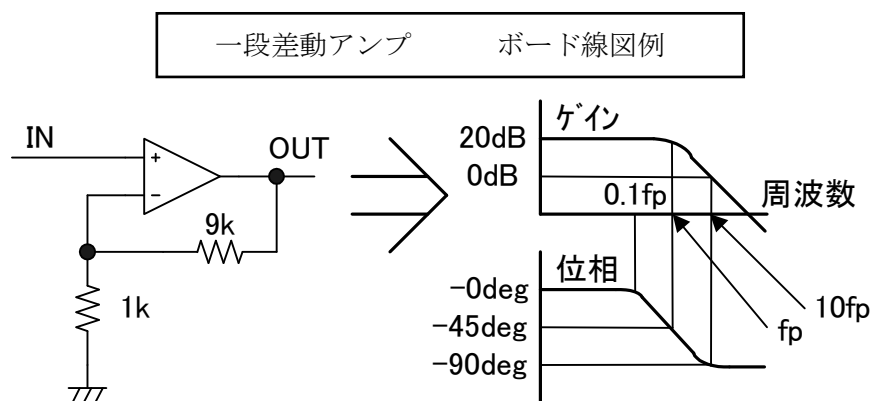 一段差動アンプ　　ボード線図例
IN
+
-
OUT
9k
1k
ゲイン
20dB
0dB
0.1fp
周波数
位相
-0deg
-45deg
-90deg
fp
10fp